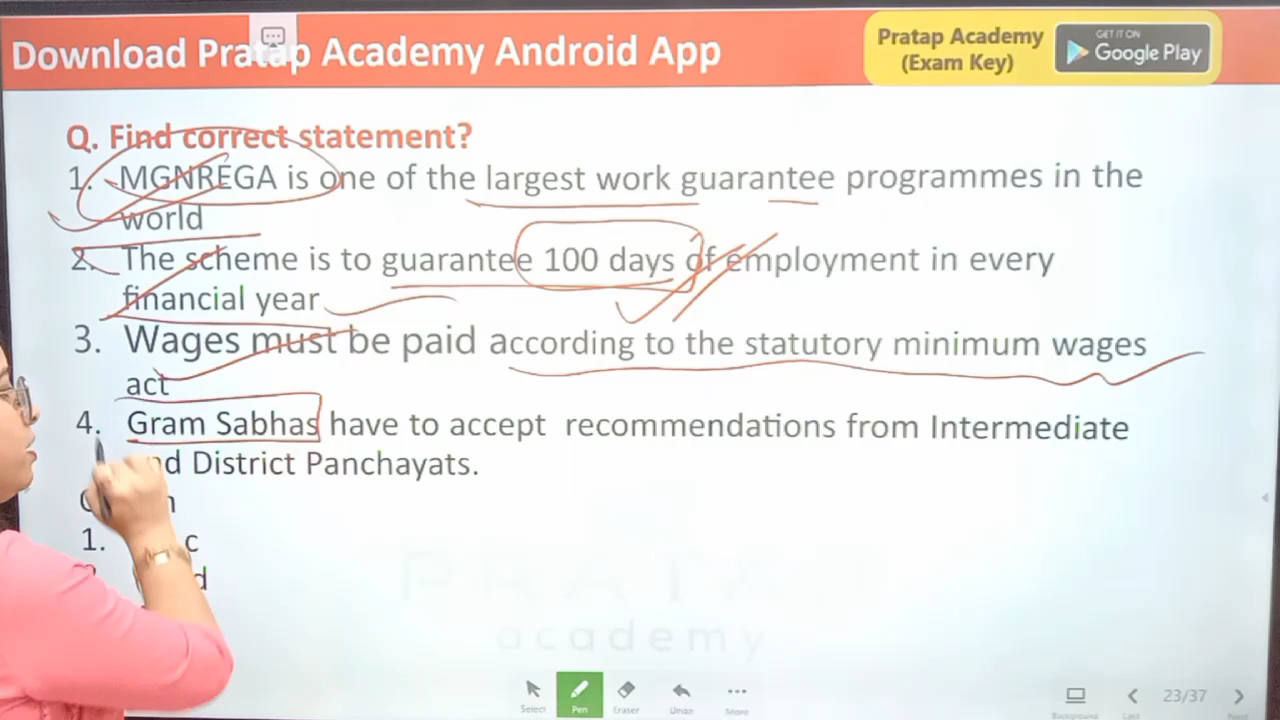 Download Pratap Academy Android App
Pratap Academy
(Exam Key)
GET IT ON
Google Play
Q. Find correct statement?
1. MGNREGA is one of the largest work guarantee programmes in the
world
2. The scheme is to guarantee 100 days of employment in every
financial year
3. Wages must be paid according to the statutory minimum wages
act
4. Gram Sabhas have to accept recommendations from Intermediate
District Panchayats.
1. c
d
academy
Select
Pen
Eraser
Undo
More
Background
23/37